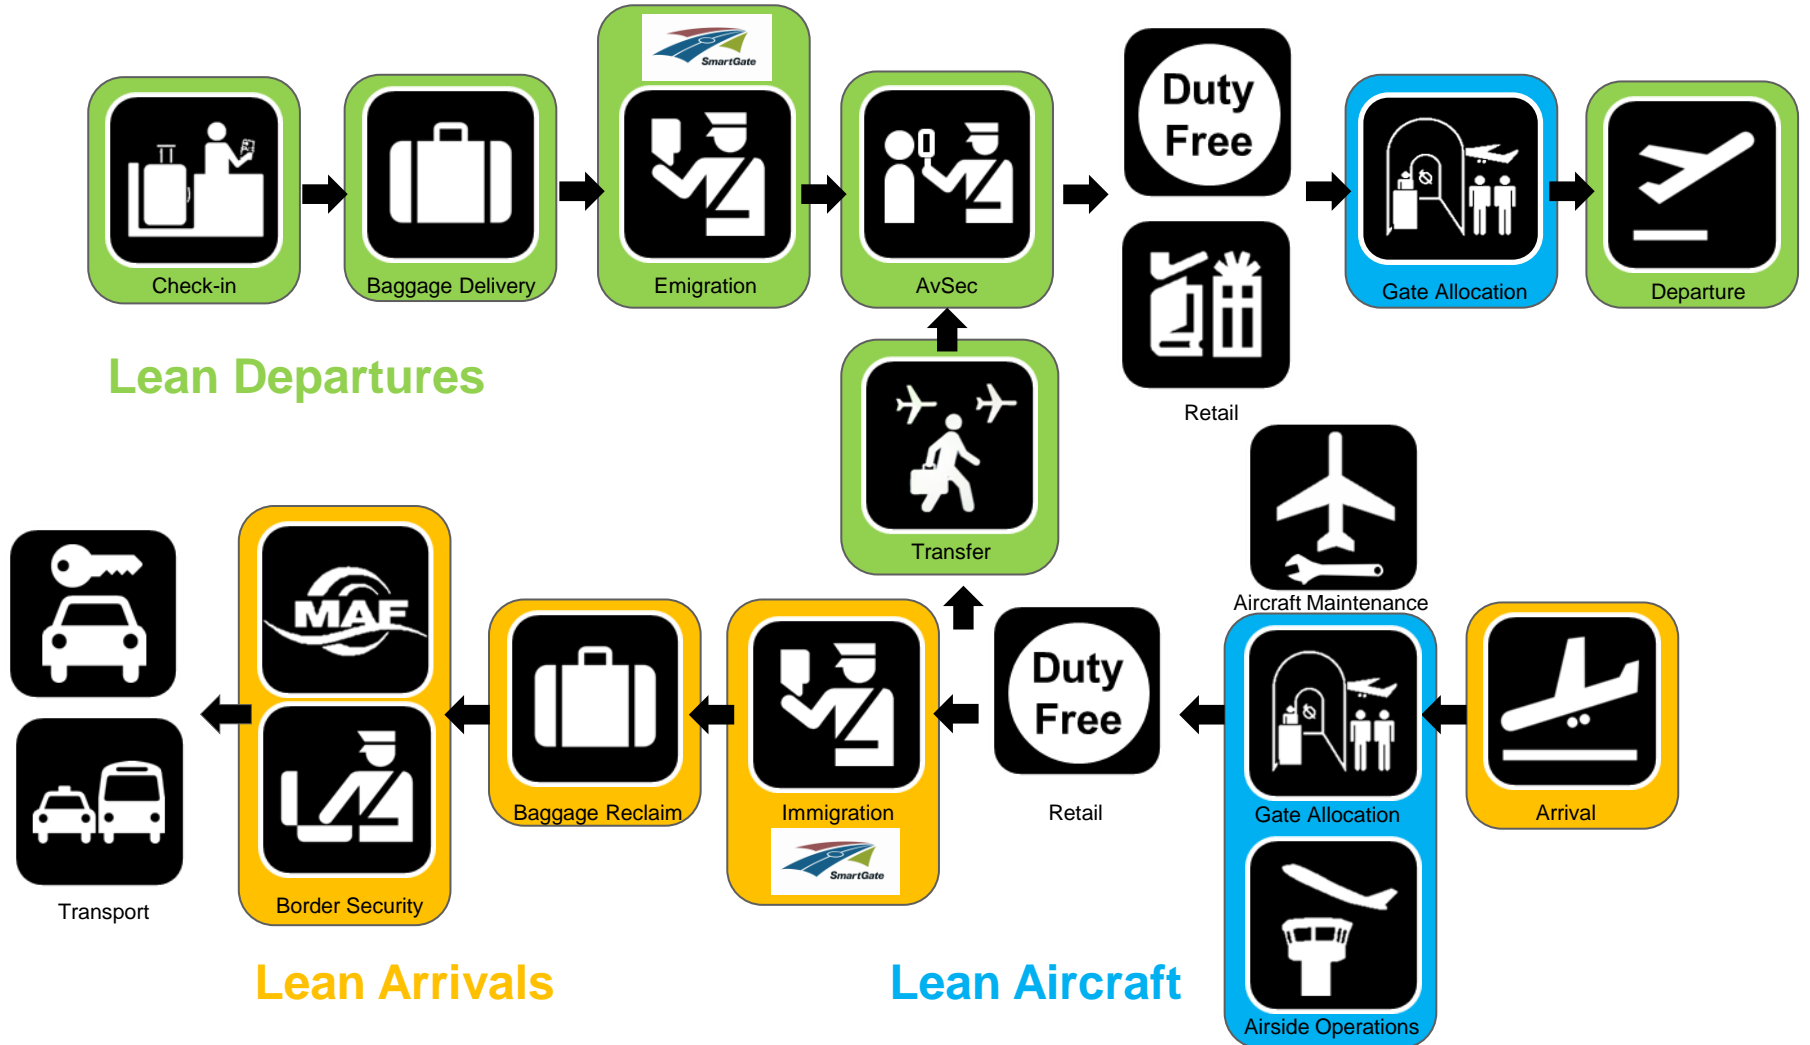 SmartGate
Duty
Free
Check-in
Baggage Delivery
Emigration
AvSec
Gate Allocation
Departure
Lean Departures
Retail
Transfer
Aircraft Maintenance
MAF
Duty
Free
Baggage Reclaim
Immigration
Retail
Gate Allocation
Arrival
SmartGate
Transport
Border Security
Lean Arrivals
Lean Aircraft
Airside Operations